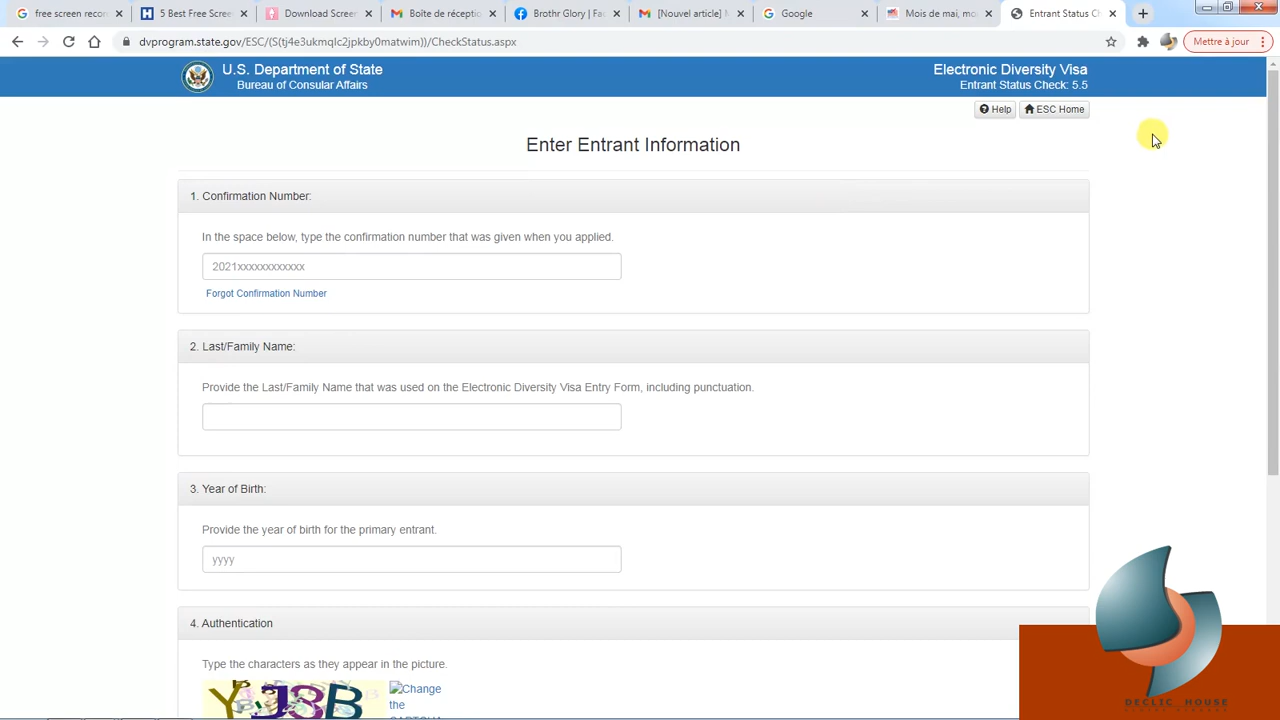 free screen recor
5 Best Free Scree
Download Screen
Boîte de réceptio
Brothr Glory | Fac
[Nouvel article] M
Google
Mois de mai, moi
Entrant Status Ch
dvprogram.state.gov/ESC/(S(tj4e3ukmqlc2jpkby0matwim))/CheckStatus.aspx
Mettre à jour
U.S. Department of State
Bureau of Consular Affairs
Electronic Diversity Visa
Entrant Status Check: 5.5
Help
ESC Home
Enter Entrant Information
1. Confirmation Number:
In the space below, type the confirmation number that was given when you applied.
2021xxxxxxxxxxxx
Forgot Confirmation Number
2. Last/Family Name:
Provide the Last/Family Name that was used on the Electronic Diversity Visa Entry Form, including punctuation.
3. Year of Birth:
Provide the year of birth for the primary entrant.
yyyy
4. Authentication
Type the characters as they appear in the picture.
Change
the
DECLIC_HOUSE